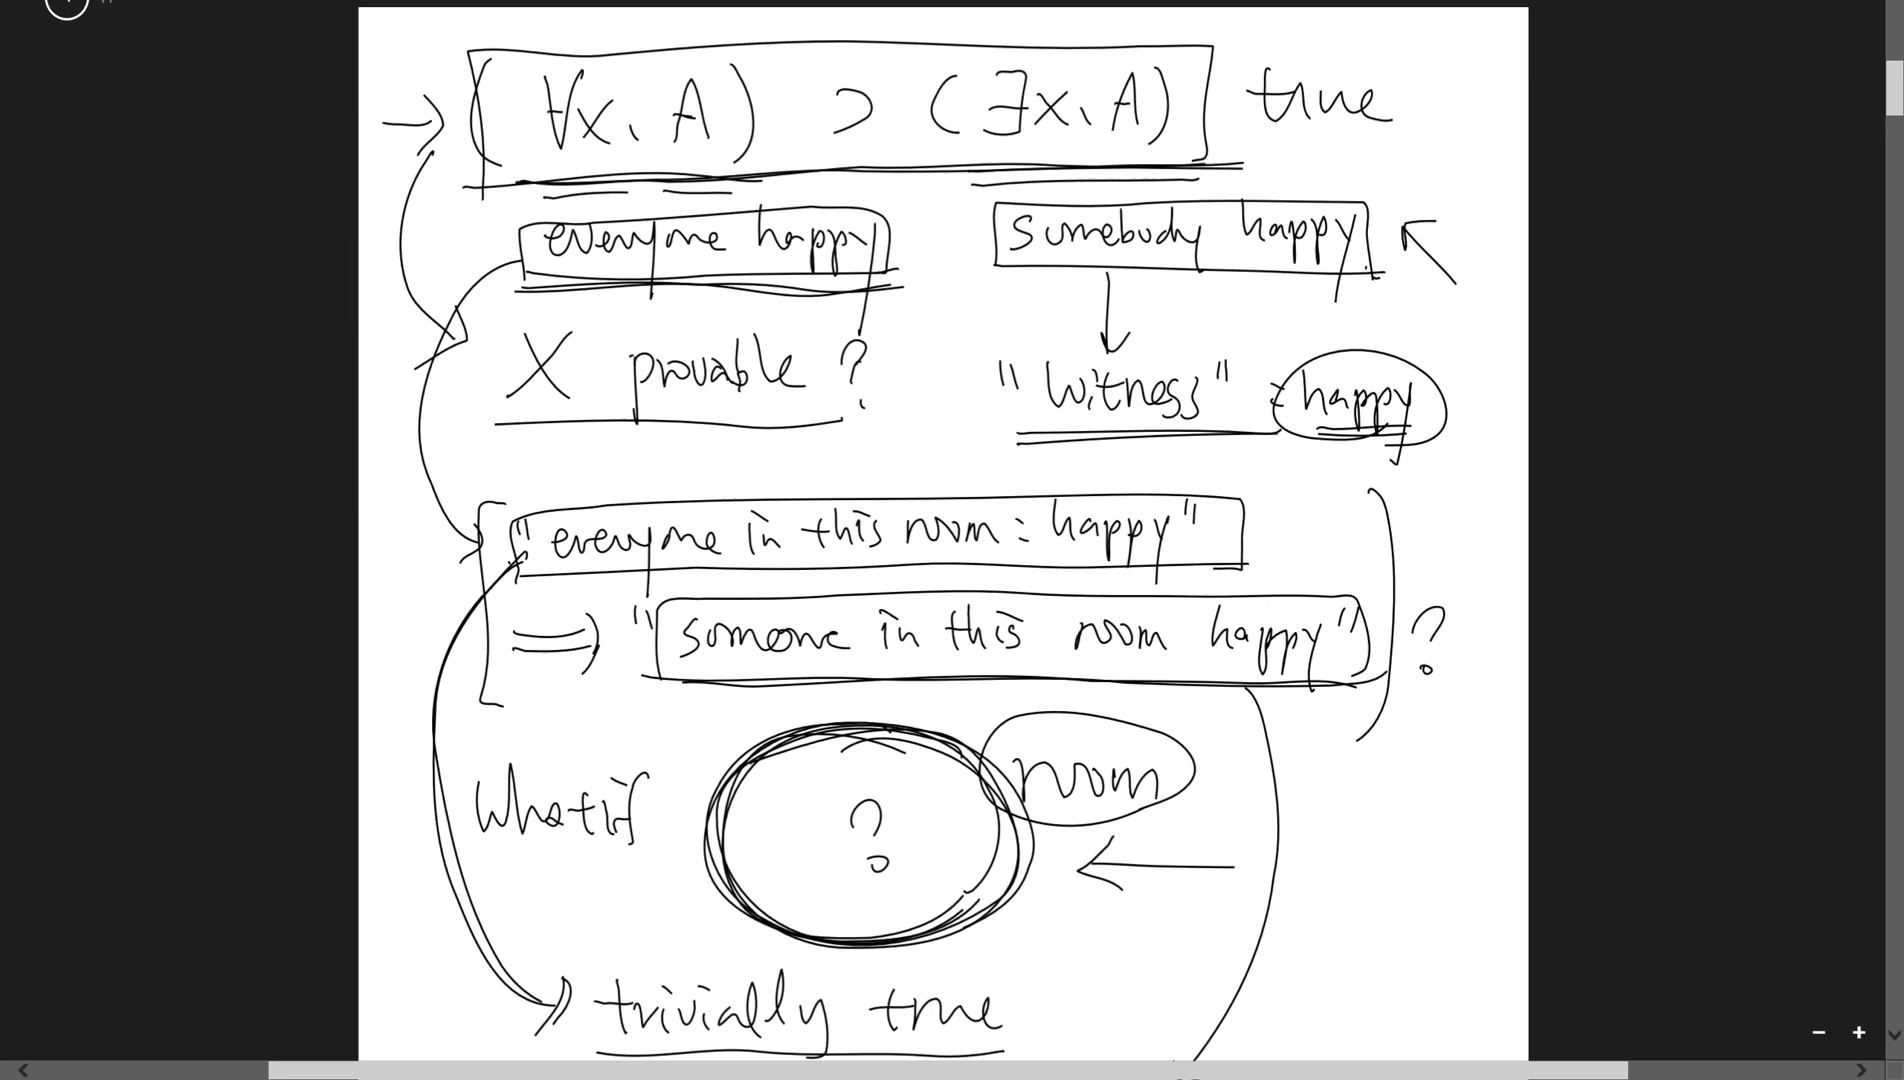 → (∀x. A) ⊃ (∃x. A) true
everyone happy somebody happy
X provable ? "Witness" : happy
"everyone in this room : happy"
⇒ "someone in this room happy" ?
What if ? room
trivially true
− +